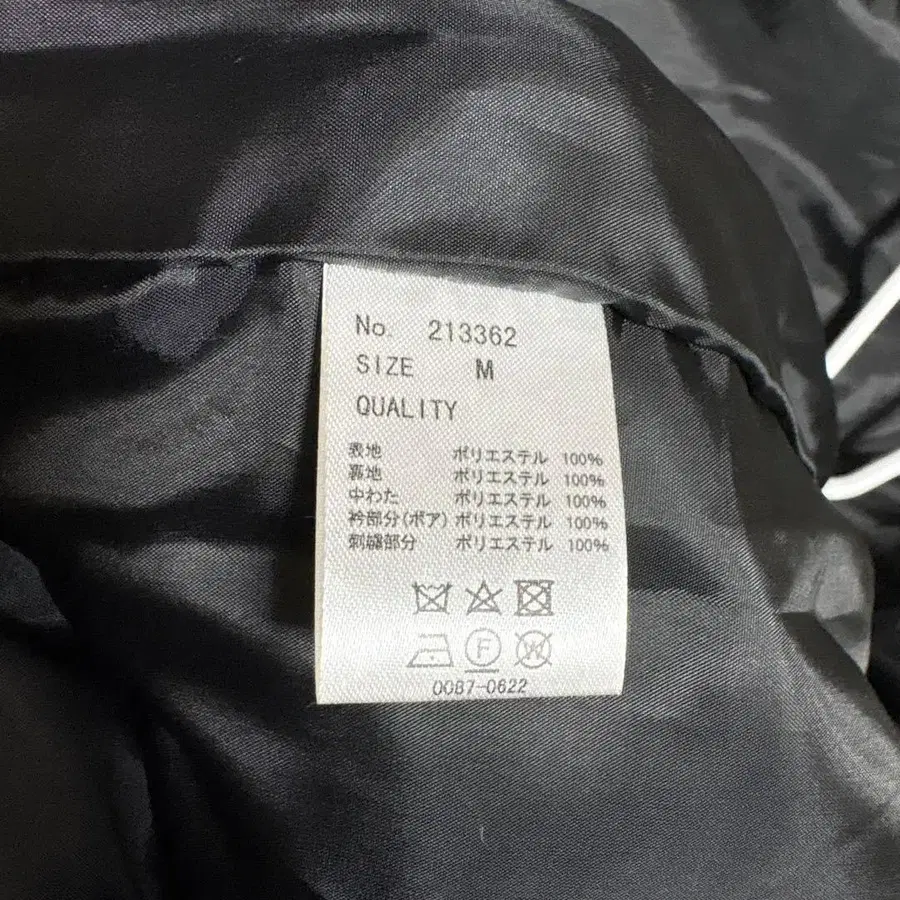 No. 213362
SIZE M
QUALITY
表地 ポリエステル 100%
裏地 ポリエステル 100%
中わた ポリエステル 100%
衿部分(ボア) ポリエステル 100%
刺繍部分 ポリエステル 100%
F W
0087-0622